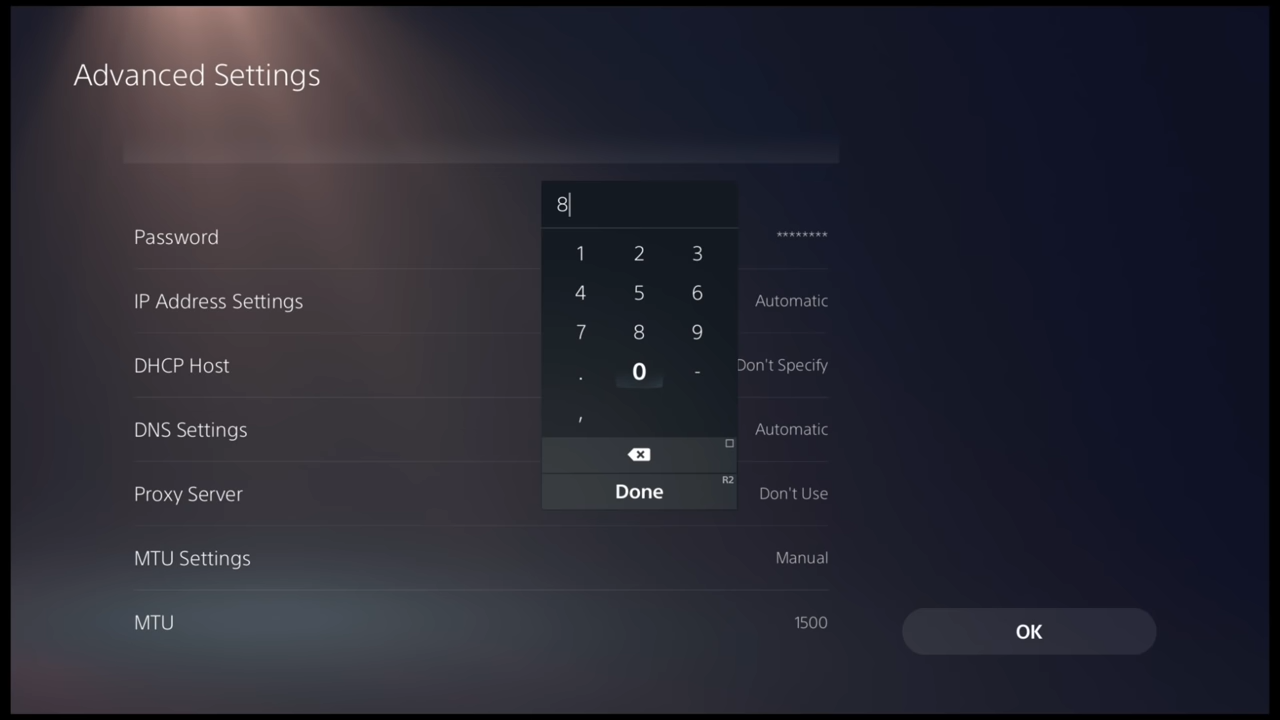 Advanced Settings
8
Password ********
1 2 3
IP Address Settings Automatic
4 5 6
7 8 9
DHCP Host Don't Specify
. 0 -
DNS Settings Automatic
,
□
R2
Done
Proxy Server Don't Use
MTU Settings Manual
MTU 1500
OK